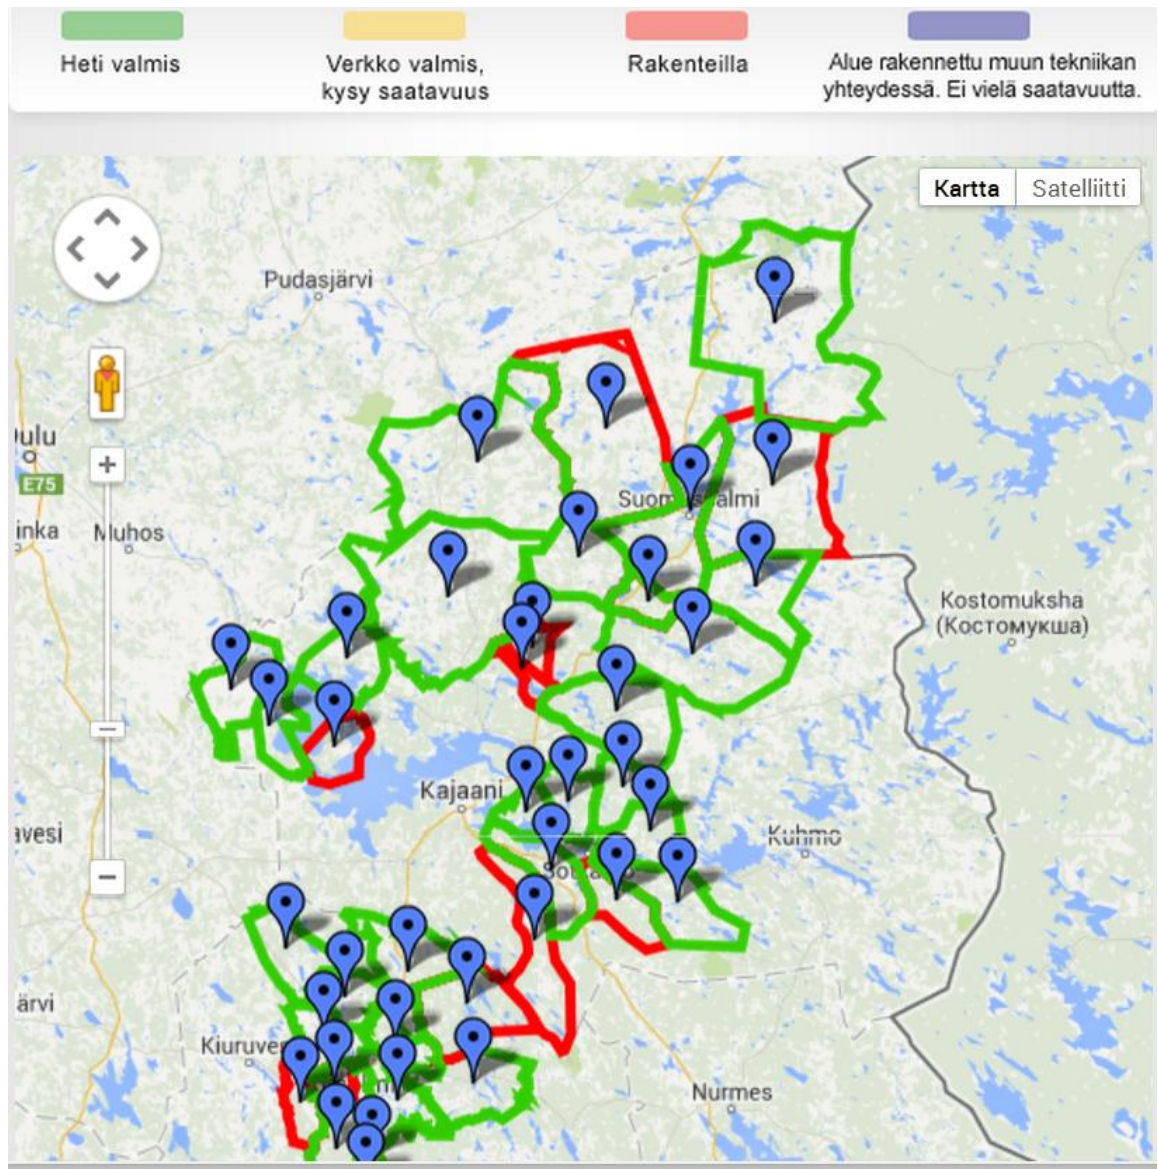 Heti valmis
Verkko valmis,
kysy saatavuus
Rakenteilla
Alue rakennettu muun tekniikan
yhteydessä. Ei vielä saatavuutta.
Kartta
Satelliitti
Pudasjärvi
E75
Muhos
Kostomuksha
(Костомукша)
Kajaani
Kuhmo
Nurmes